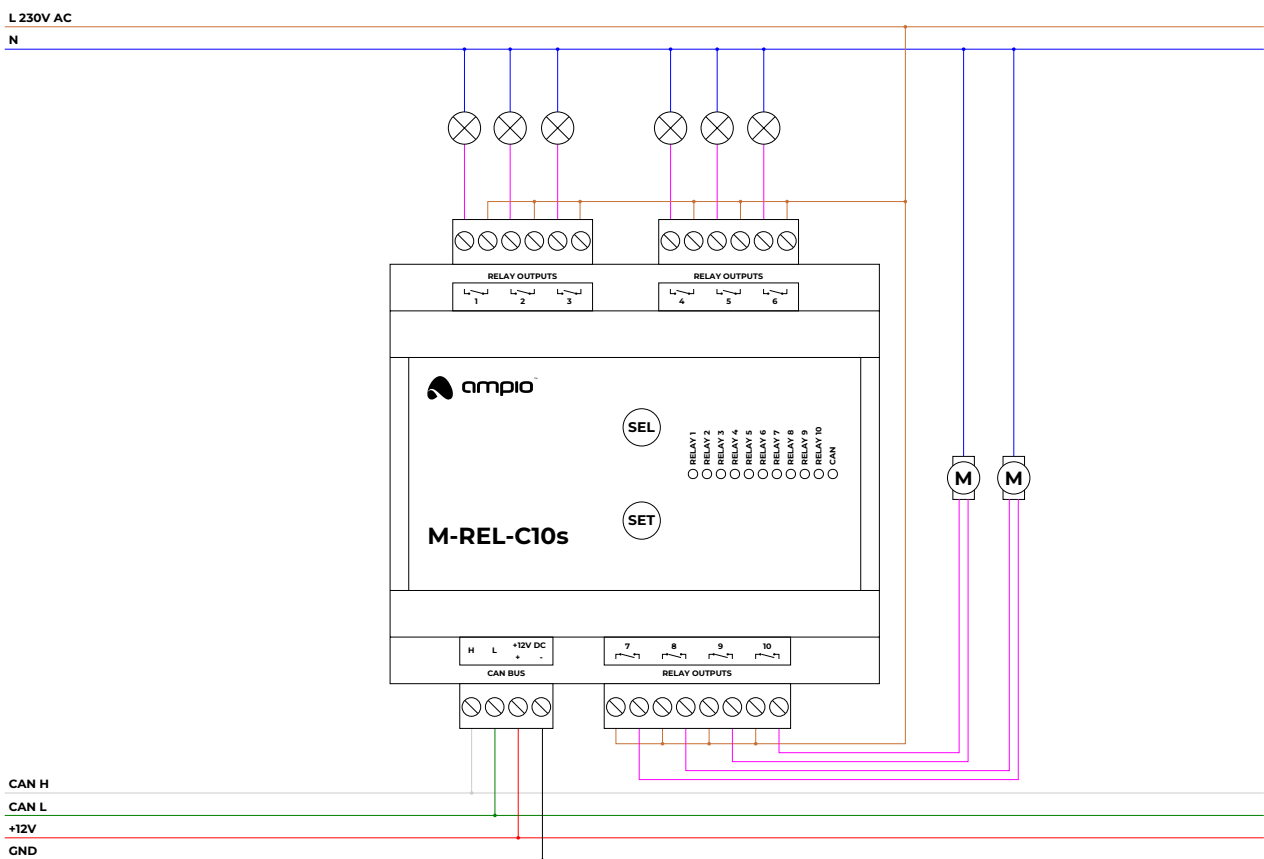 L 230V AC
N
RELAY OUTPUTS RELAY OUTPUTS
1 2 3 4 5 6
ampio™
SEL
RELAY 1
RELAY 2
RELAY 3
RELAY 4
RELAY 5
RELAY 6
RELAY 7
RELAY 8
RELAY 9
RELAY 10
CAN
M M
SET
M-REL-C10s
H L +12V DC
+ -
CAN BUS
7 8 9 10
RELAY OUTPUTS
CAN H
CAN L
+12V
GND